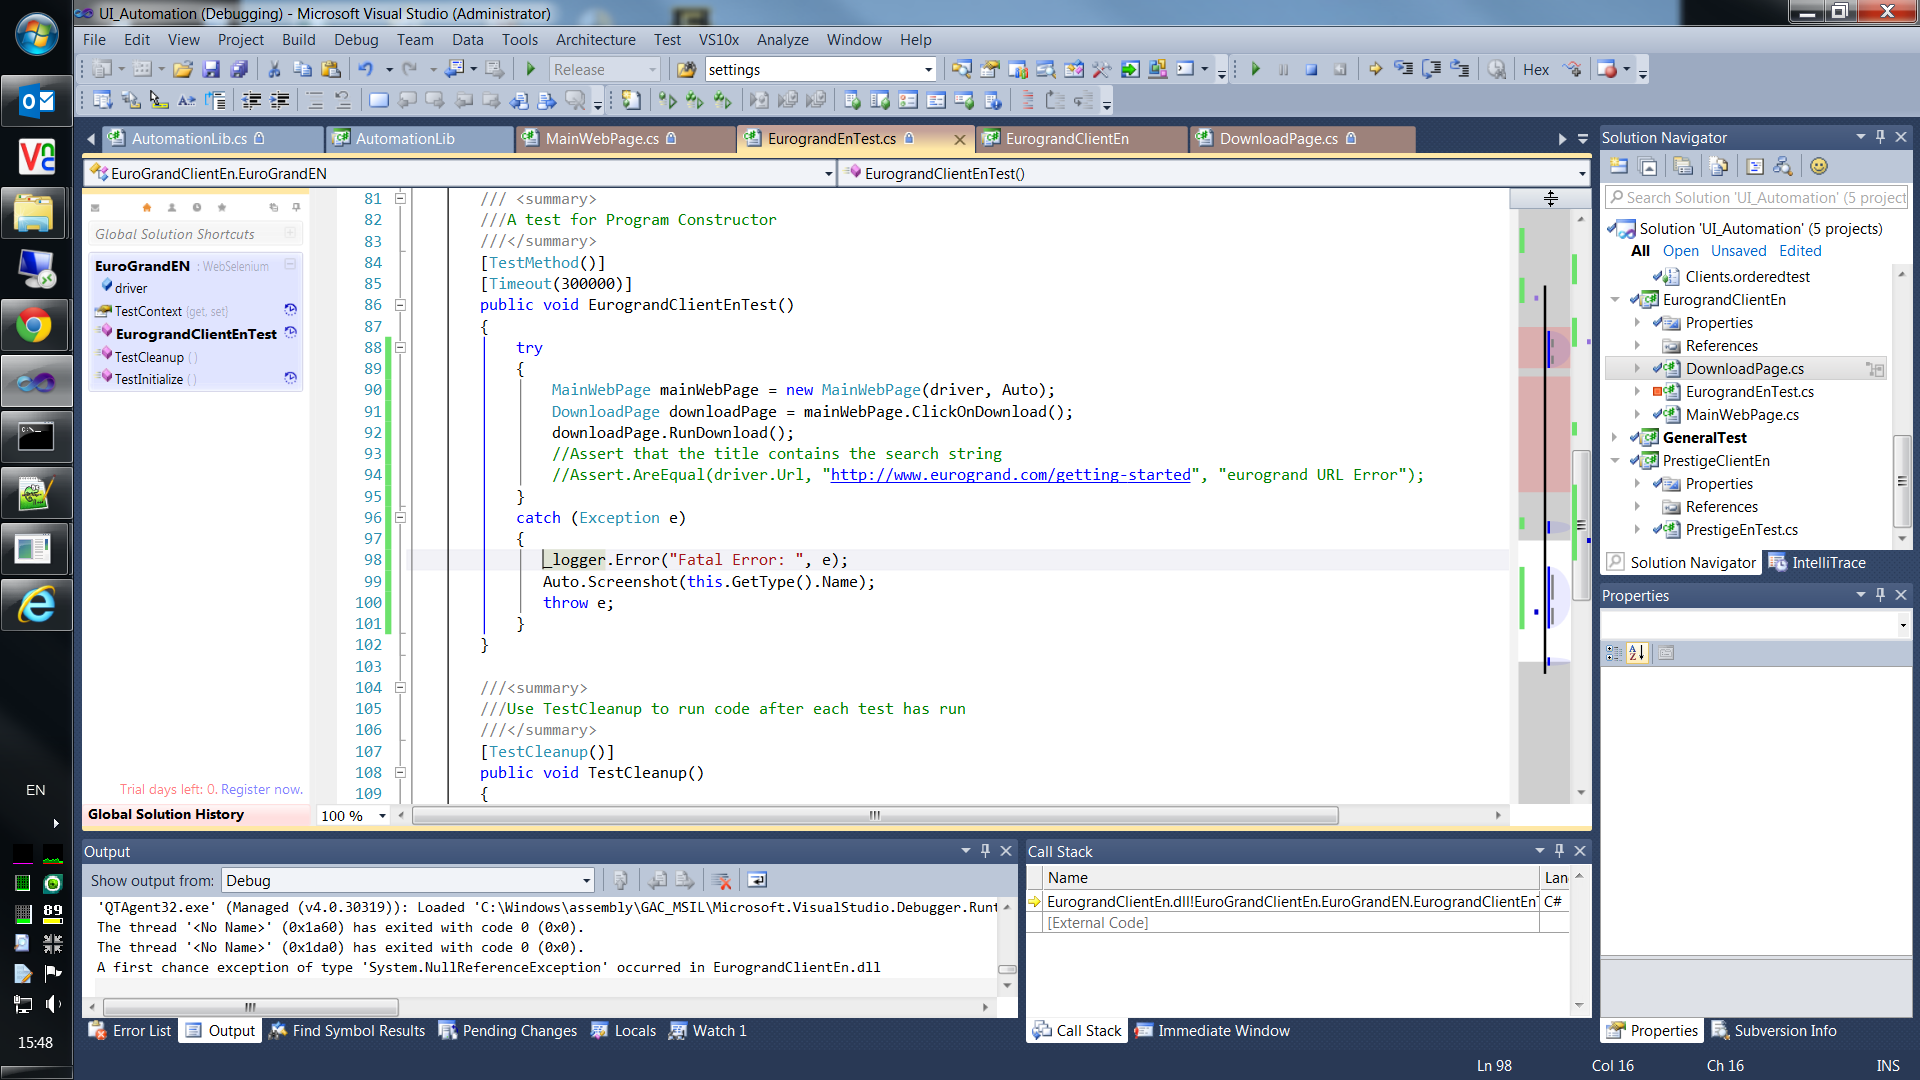 UI_Automation (Debugging) - Microsoft Visual Studio (Administrator)
File Edit View Project Build Debug Team Data Tools Architecture Test VS10x Analyze Window Help
Release settings Hex
AutomationLib.cs AutomationLib MainWebPage.cs EurograndEnTest.cs EurograndClientEn DownloadPage.cs
EuroGrandClientEn.EuroGrandEN EurograndClientEnTest()
Global Solution Shortcuts
EuroGrandEN : WebSelenium
driver
TestContext {get, set}
EurograndClientEnTest
TestCleanup ( )
TestInitialize ( )
Trial days left: 0. Register now.
Global Solution History
81 /// <summary>
82 ///A test for Program Constructor
83 ///</summary>
84 [TestMethod()]
85 [Timeout(300000)]
86 public void EurograndClientEnTest()
87 {
88 try
89 {
90 MainWebPage mainWebPage = new MainWebPage(driver, Auto);
91 DownloadPage downloadPage = mainWebPage.ClickOnDownload();
92 downloadPage.RunDownload();
93 //Assert that the title contains the search string
94 //Assert.AreEqual(driver.Url, "http://www.eurogrand.com/getting-started", "eurogrand URL Error");
95 }
96 catch (Exception e)
97 {
98 _logger.Error("Fatal Error: ", e);
99 Auto.Screenshot(this.GetType().Name);
100 throw e;
101 }
102 }
103
104 ///<summary>
105 ///Use TestCleanup to run code after each test has run
106 ///</summary>
107 [TestCleanup()]
108 public void TestCleanup()
109 {
100 %
Solution Navigator
Search Solution 'UI_Automation' (5 project
Solution 'UI_Automation' (5 projects)
All Open Unsaved Edited
Clients.orderedtest
EurograndClientEn
Properties
References
DownloadPage.cs
EurograndEnTest.cs
MainWebPage.cs
GeneralTest
PrestigeClientEn
Properties
References
PrestigeEnTest.cs
Solution Navigator IntelliTrace
Properties
Properties Subversion Info
Output
Show output from: Debug
'QTAgent32.exe' (Managed (v4.0.30319)): Loaded 'C:\Windows\assembly\GAC_MSIL\Microsoft.VisualStudio.Debugger.Runt
The thread '<No Name>' (0x1a60) has exited with code 0 (0x0).
The thread '<No Name>' (0x1da0) has exited with code 0 (0x0).
A first chance exception of type 'System.NullReferenceException' occurred in EurograndClientEn.dll
Error List Output Find Symbol Results Pending Changes Locals Watch 1
Call Stack
Name Lan
EurograndClientEn.dll!EuroGrandClientEn.EuroGrandEN.EurograndClientEnT C#
[External Code]
Call Stack Immediate Window
Ln 98 Col 16 Ch 16 INS
EN
89
15:48